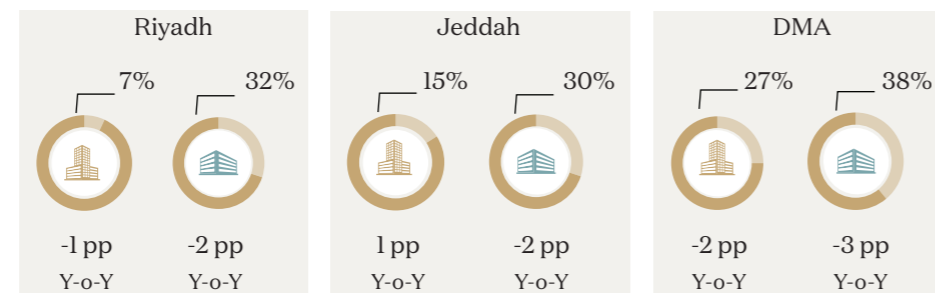 Riyadh
7%
32%
-1 pp
-2 pp
Y-o-Y
Y-o-Y
Jeddah
15%
30%
1 pp
-2 pp
Y-o-Y
Y-o-Y
DMA
27%
38%
-2 pp
-3 pp
Y-o-Y
Y-o-Y